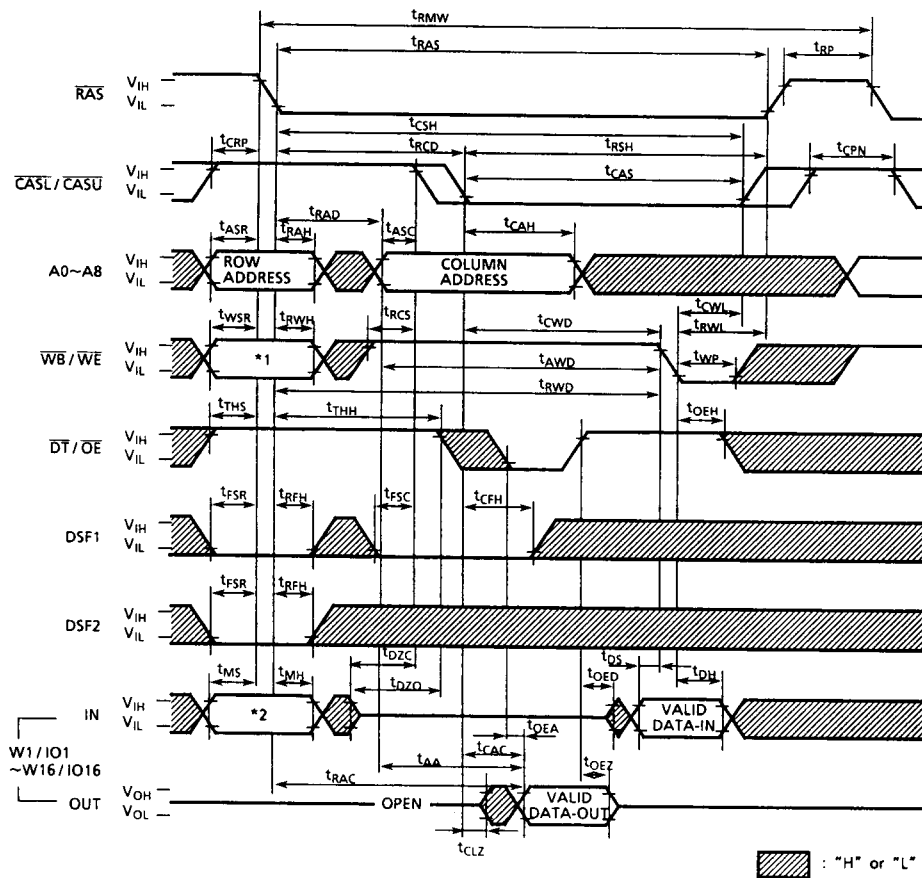 tRMW
tRAS
tRP
RAS
VIH
VIL
tCSH
tCRP
tRCD
tRSH
tCPN
CASL / CASU
VIH
VIL
tCAS
tRAD
tASR
tRAH
tASC
tCAH
A0~A8
VIH
VIL
ROW ADDRESS
COLUMN ADDRESS
tCWL
tWSR
tRWH
tRCS
tCWD
tRWL
WB / WE
VIH
VIL
*1
tAWD
tWP
tRWD
tTHS
tTHH
tOEH
DT / OE
VIH
VIL
tFSR
tRFH
tFSC
tCFH
DSF1
VIH
VIL
tFSR
tRFH
DSF2
VIH
VIL
tDZC
tDS
tMS
tMH
tDZO
tOED
tDH
IN
VIH
VIL
*2
VALID DATA-IN
tOEA
W1 / IO1
~W16 / IO16
tCAC
tAA
tOEZ
tRAC
OUT
VOH
VOL
OPEN
VALID DATA-OUT
tCLZ
: "H" or "L"